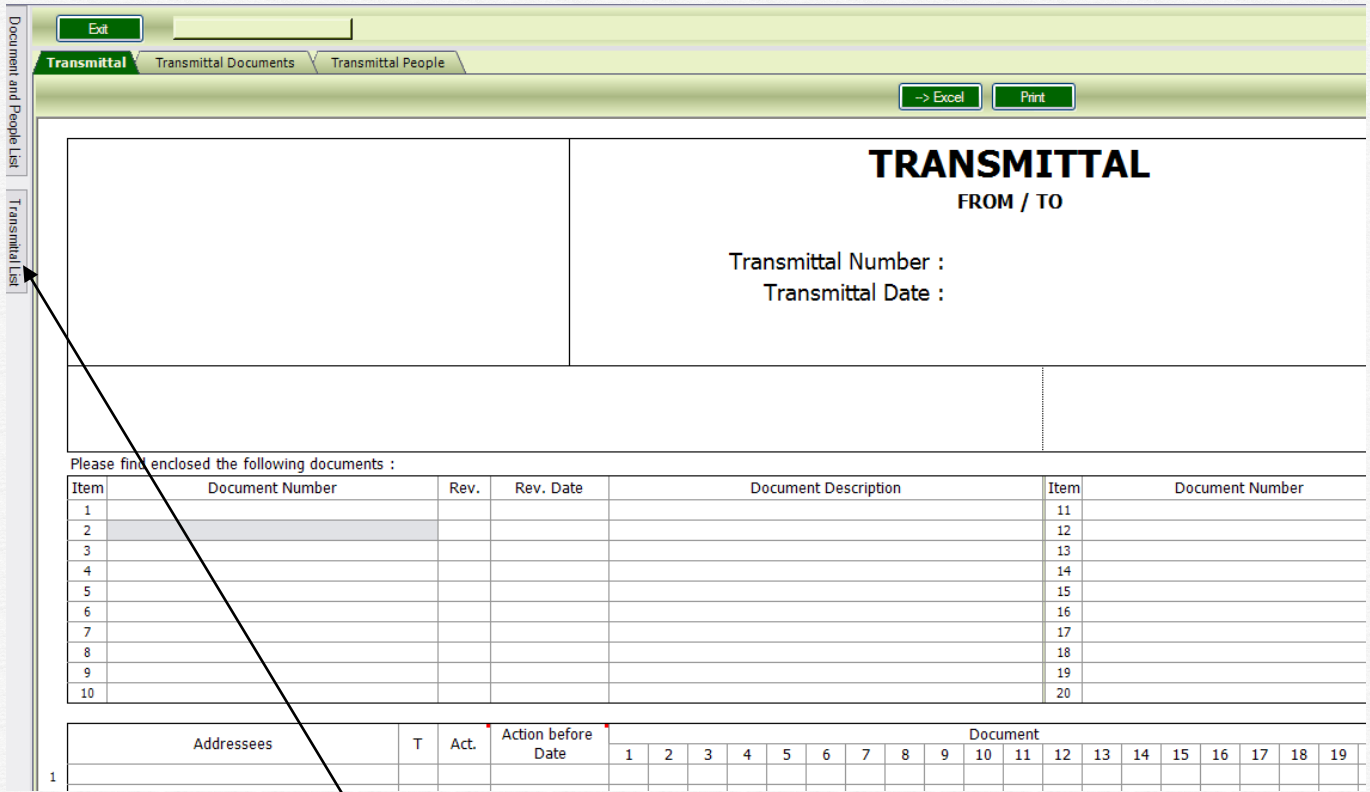 Document and People List
Transmittal List
Exit
Transmittal Transmittal Documents Transmittal People
--> Excel Print
TRANSMITTAL
FROM / TO
Transmittal Number :
Transmittal Date :
Please find enclosed the following documents :
Item Document Number Rev. Rev. Date Document Description Item Document Number
1 11
2 12
3 13
4 14
5 15
6 16
7 17
8 18
9 19
10 20
Addressees T Act. Action before Date Document
1 2 3 4 5 6 7 8 9 10 11 12 13 14 15 16 17 18 19
1